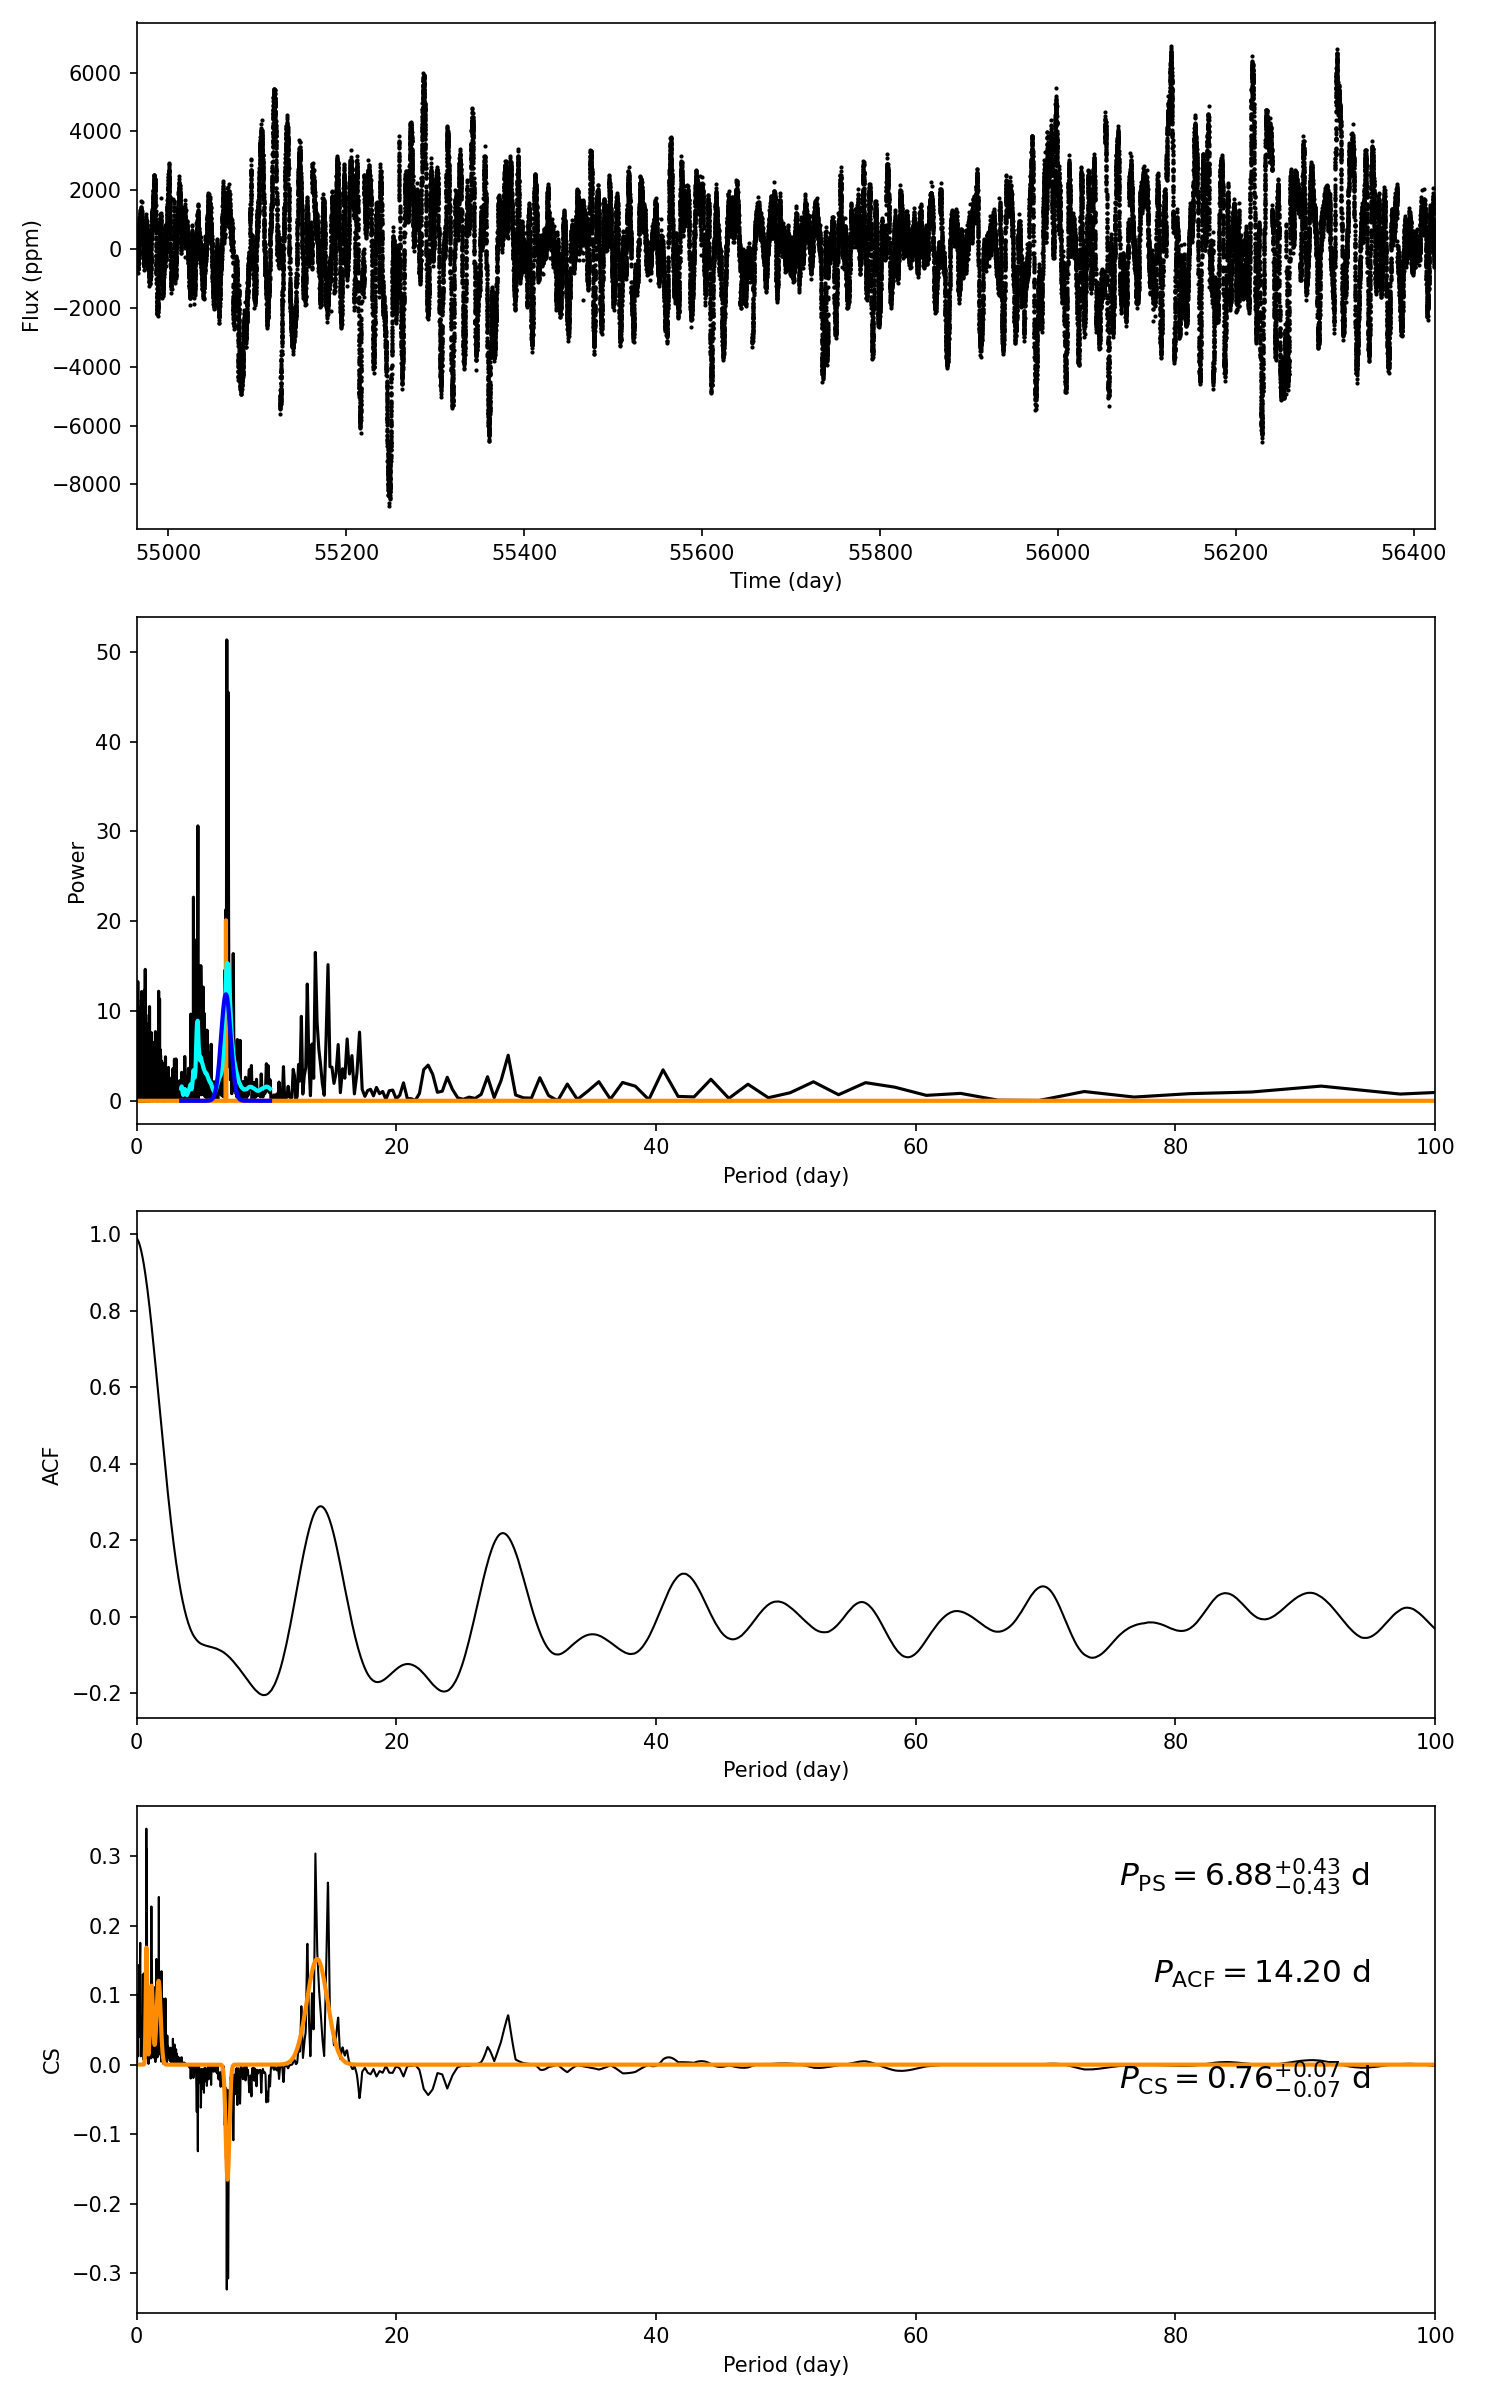 6000
4000
2000
0
−2000
−4000
−6000
−8000
Flux (ppm)
55000 55200 55400 55600 55800 56000 56200 56400
Time (day)
50
40
30
20
10
0
Power
0 20 40 60 80 100
Period (day)
1.0
0.8
0.6
0.4
0.2
0.0
−0.2
ACF
0 20 40 60 80 100
Period (day)
0.3
0.2
0.1
0.0
−0.1
−0.2
−0.3
CS
P_PS = 6.88 +0.43 −0.43 d
P_ACF = 14.20 d
P_CS = 0.76 +0.07 −0.07 d
0 20 40 60 80 100
Period (day)